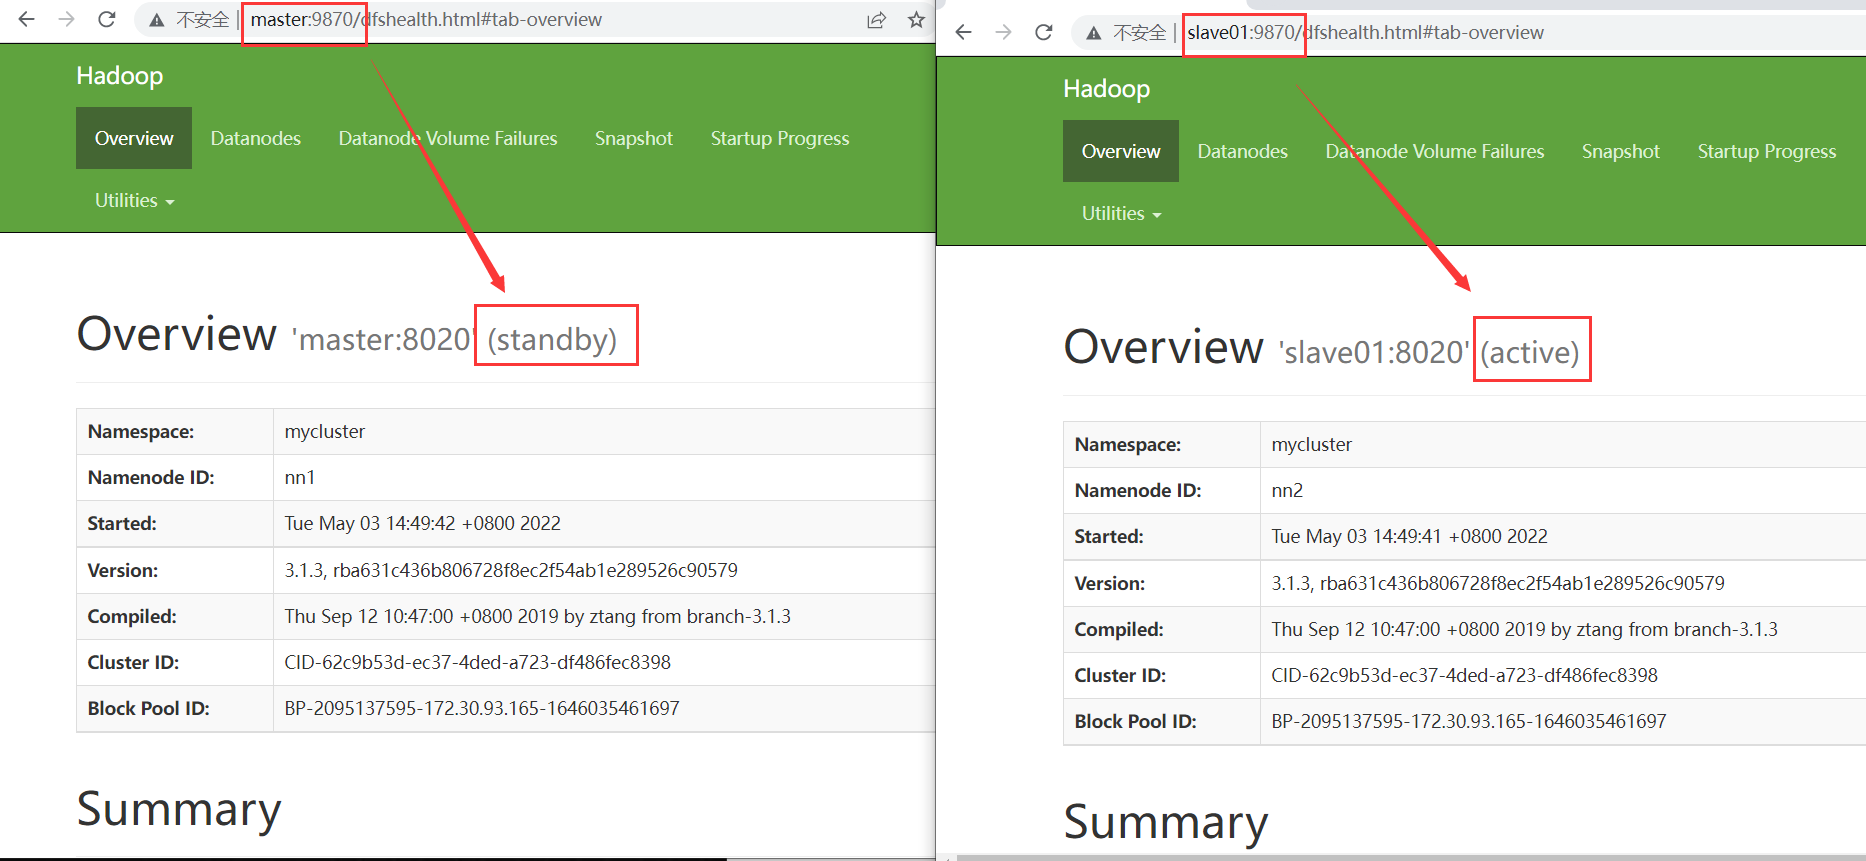 不安全 | master:9870/dfshealth.html#tab-overview
Hadoop
Overview Datanodes Datanode Volume Failures Snapshot Startup Progress
Utilities
Overview 'master:8020' (standby)
Namespace: mycluster
Namenode ID: nn1
Started: Tue May 03 14:49:42 +0800 2022
Version: 3.1.3, rba631c436b806728f8ec2f54ab1e289526c90579
Compiled: Thu Sep 12 10:47:00 +0800 2019 by ztang from branch-3.1.3
Cluster ID: CID-62c9b53d-ec37-4ded-a723-df486fec8398
Block Pool ID: BP-2095137595-172.30.93.165-1646035461697
Summary
不安全 | slave01:9870/dfshealth.html#tab-overview
Hadoop
Overview Datanodes Datanode Volume Failures Snapshot Startup Progress
Utilities
Overview 'slave01:8020' (active)
Namespace: mycluster
Namenode ID: nn2
Started: Tue May 03 14:49:41 +0800 2022
Version: 3.1.3, rba631c436b806728f8ec2f54ab1e289526c90579
Compiled: Thu Sep 12 10:47:00 +0800 2019 by ztang from branch-3.1.3
Cluster ID: CID-62c9b53d-ec37-4ded-a723-df486fec8398
Block Pool ID: BP-2095137595-172.30.93.165-1646035461697
Summary